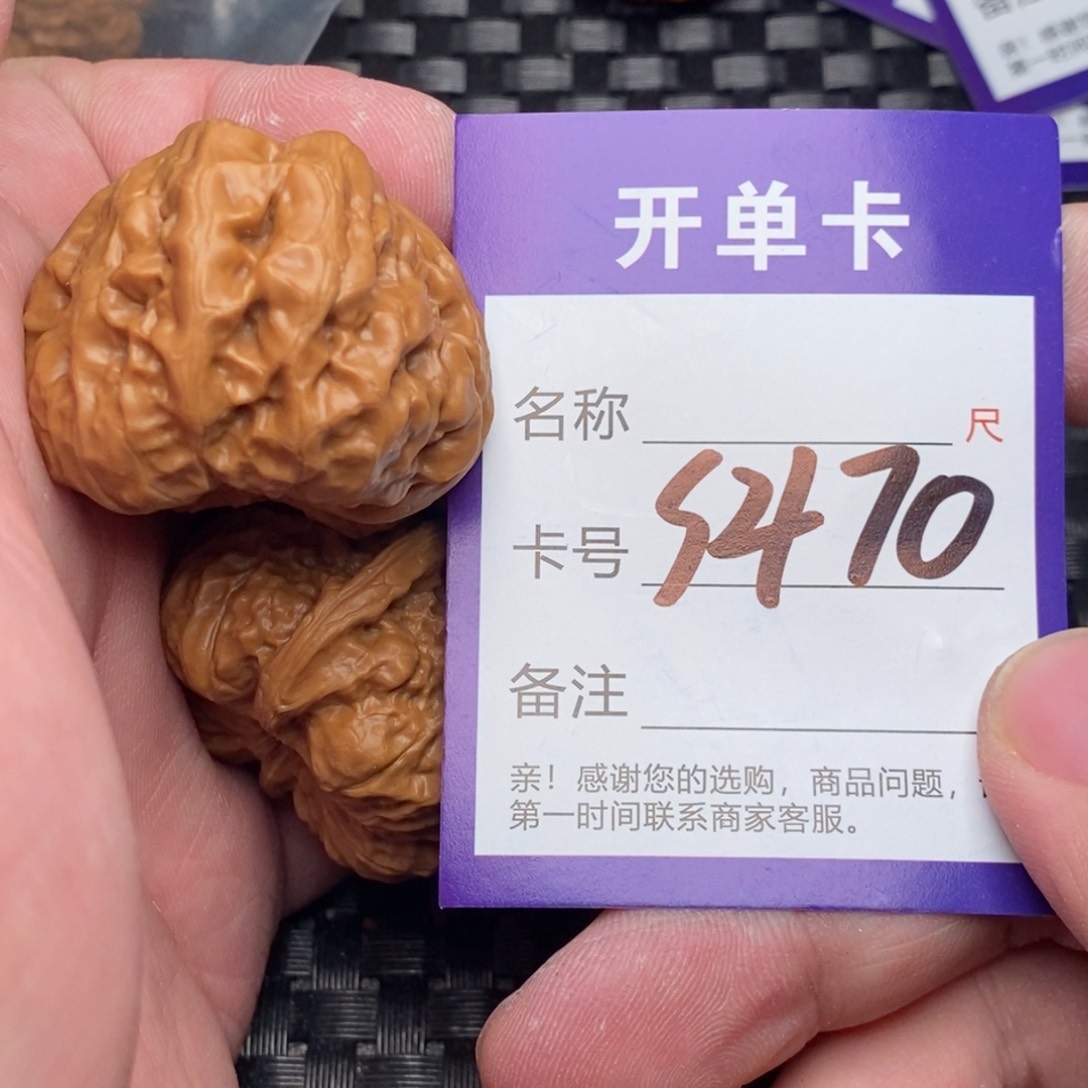 开单卡
名称 尺
卡号 S470
备注
亲！感谢您的选购，商品问题，
第一时间联系商家客服。